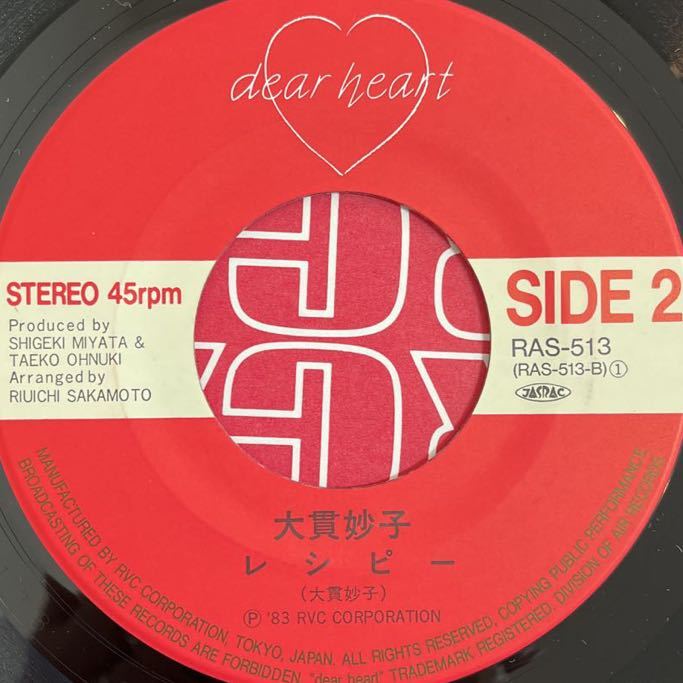 dear heart
STEREO 45rpm
Produced by
SHIGEKI MIYATA &
TAEKO OHNUKI
Arranged by
RIUICHI SAKAMOTO
SIDE 2
RAS-513
(RAS-513-B)①
JASRAC
大貫妙子
レシピー
(大貫妙子)
Ⓟ '83 RVC CORPORATION
MANUFACTURED BY RVC CORPORATION, TOKYO, JAPAN. ALL RIGHTS RESERVED, COPYING PUBLIC PERFORMANCE
BROADCASTING OF THESE RECORDS ARE FORBIDDEN. "dear heart" TRADEMARK REGISTERED. DIVISION OF AIR RECORDS.